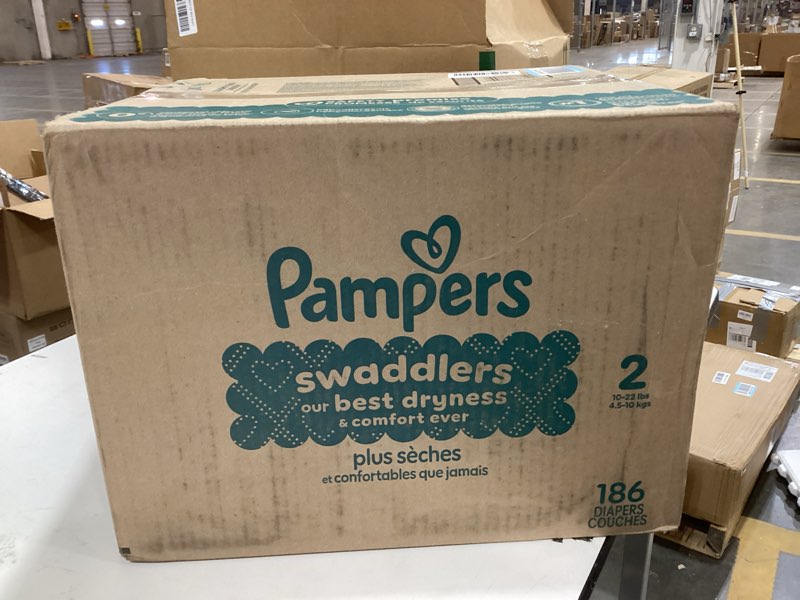 Pampers
swaddlers
our best dryness
& comfort ever
plus sèches
et confortables que jamais
2
10-22 lbs
4.5-10 kgs
186
DIAPERS
COUCHES